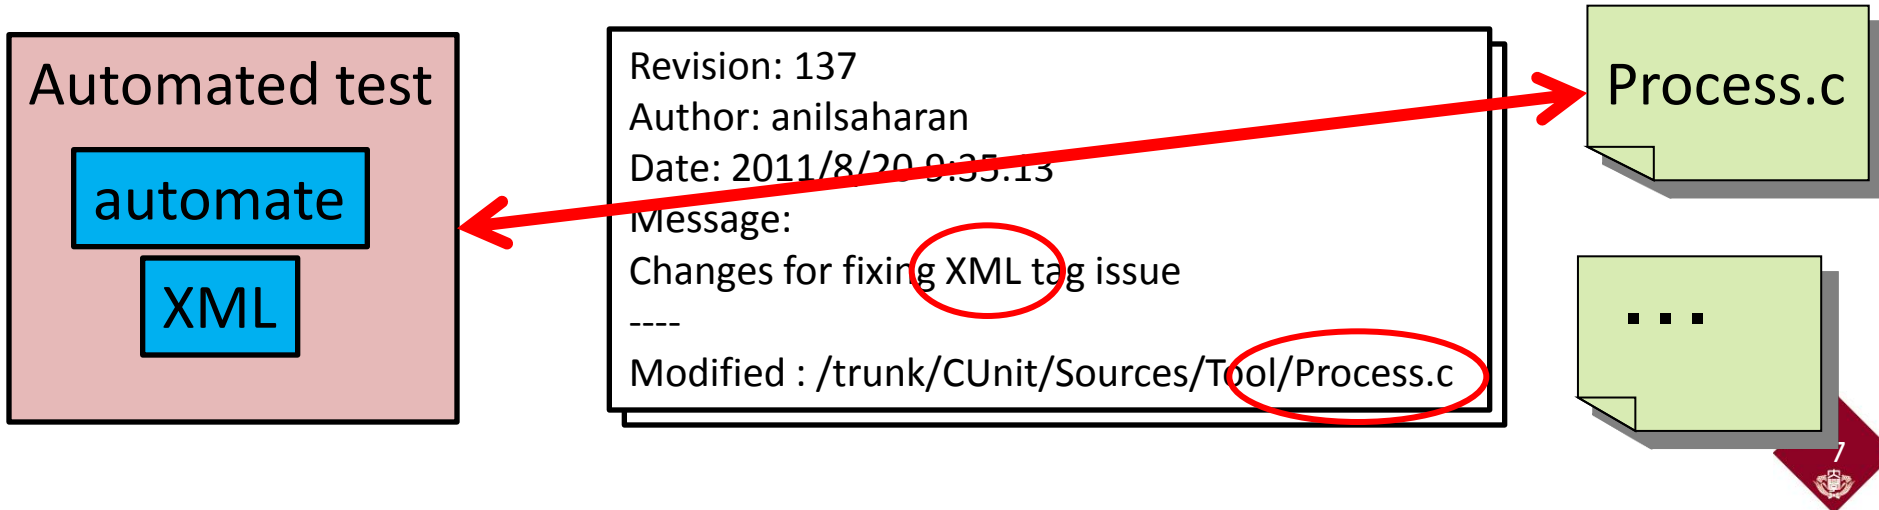 Automated test
automate
XML
Revision: 137
Author: anilsaharan
Date: 2011/8/20 9:35:13
Message:
Changes for fixing XML tag issue
----
Modified : /trunk/CUnit/Sources/Tool/Process.c
Process.c
...
7